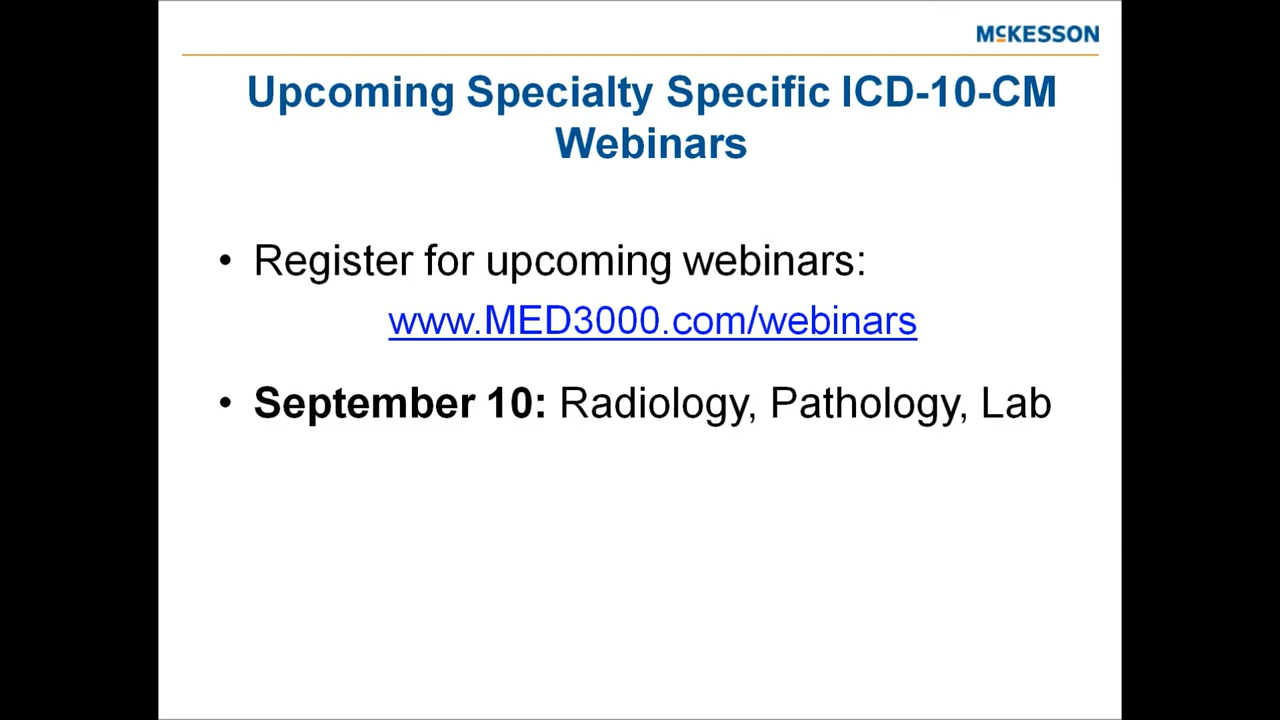 McKESSON
Upcoming Specialty Specific ICD-10-CM
Webinars
• Register for upcoming webinars:
www.MED3000.com/webinars
• September 10: Radiology, Pathology, Lab